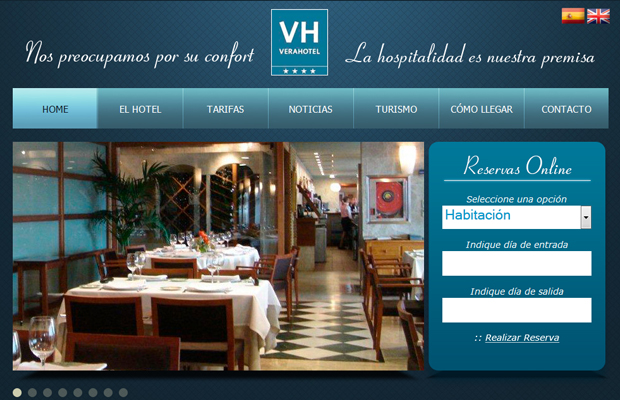 Nos preocupamos por su confort
VH
VERAHOTEL
★★★★
La hospitalidad es nuestra premisa
HOME
EL HOTEL
TARIFAS
NOTICIAS
TURISMO
CÓMO LLEGAR
CONTACTO
Reservas Online
Seleccione una opción
Habitación
Indique día de entrada
Indique día de salida
:: Realizar Reserva